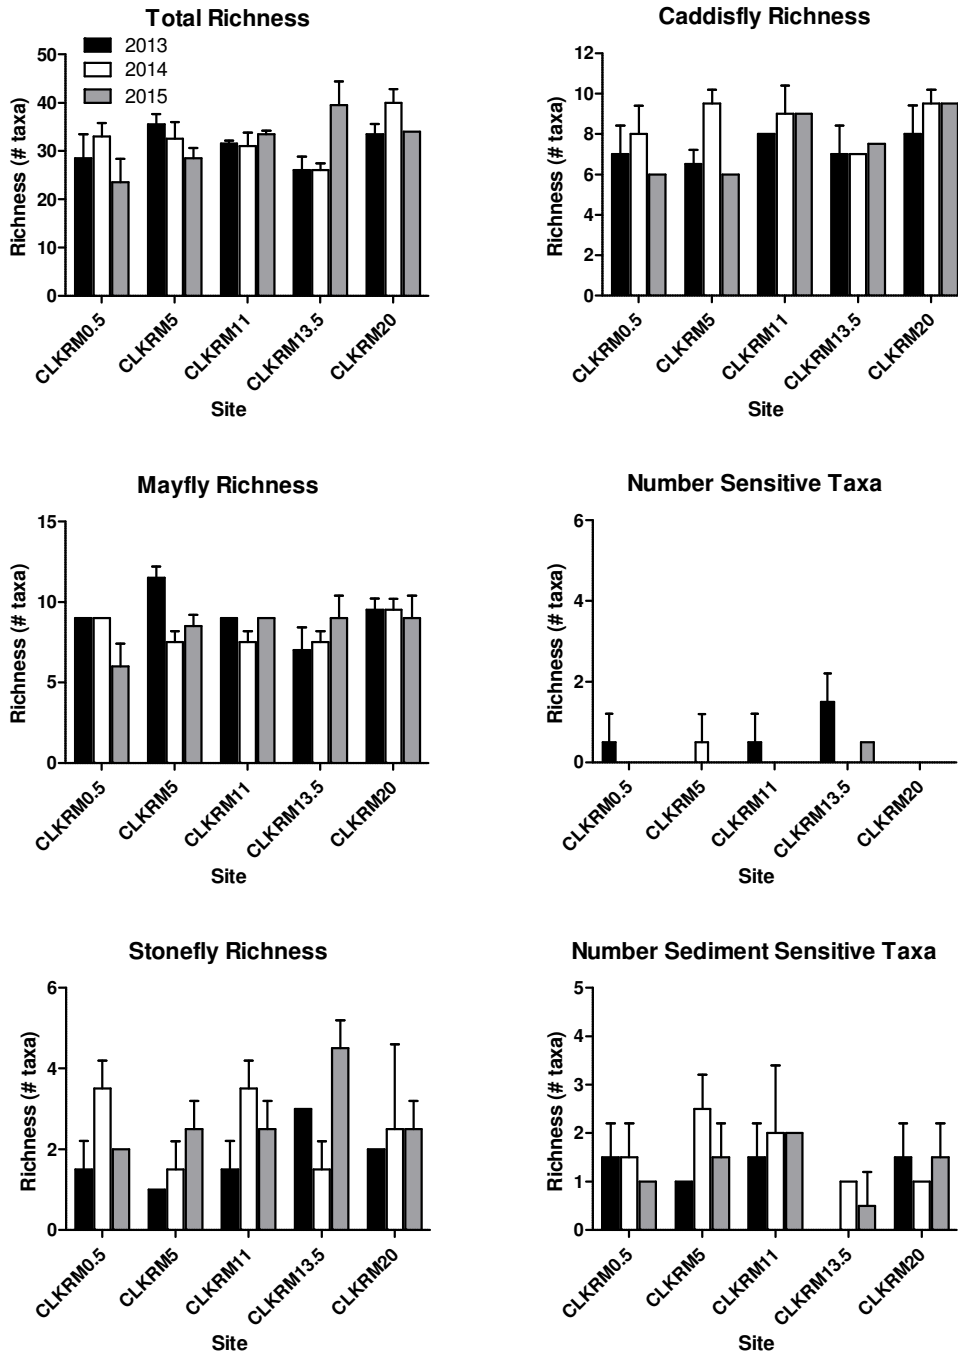 Total Richness
2013
2014
2015
50
40
30
20
10
0
Richness (# taxa)
CLKRM0.5
CLKRM5
CLKRM11
CLKRM13.5
CLKRM20
Site
Caddisfly Richness
12
10
8
6
4
2
0
Richness (# taxa)
CLKRM0.5
CLKRM5
CLKRM11
CLKRM13.5
CLKRM20
Site
Mayfly Richness
15
10
5
0
Richness (# taxa)
CLKRM0.5
CLKRM5
CLKRM11
CLKRM13.5
CLKRM20
Site
Number Sensitive Taxa
6
4
2
0
Richness (# taxa)
CLKRM0.5
CLKRM5
CLKRM11
CLKRM13.5
CLKRM20
Site
Stonefly Richness
6
4
2
0
Richness (# taxa)
CLKRM0.5
CLKRM5
CLKRM11
CLKRM13.5
CLKRM20
Site
Number Sediment Sensitive Taxa
5
4
3
2
1
0
Richness (# taxa)
CLKRM0.5
CLKRM5
CLKRM11
CLKRM13.5
CLKRM20
Site